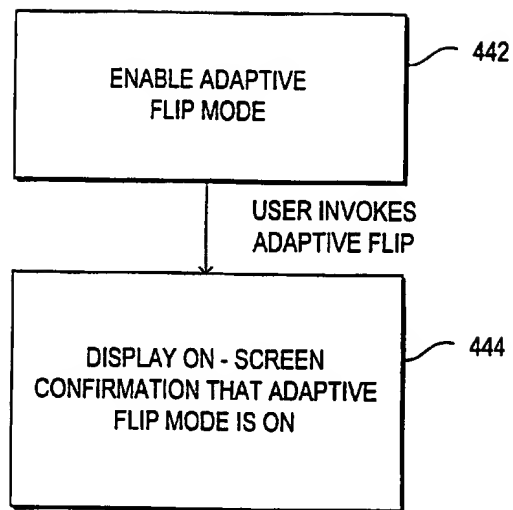 ENABLE ADAPTIVE
FLIP MODE
442
USER INVOKES
ADAPTIVE FLIP
DISPLAY ON - SCREEN
CONFIRMATION THAT ADAPTIVE
FLIP MODE IS ON
444